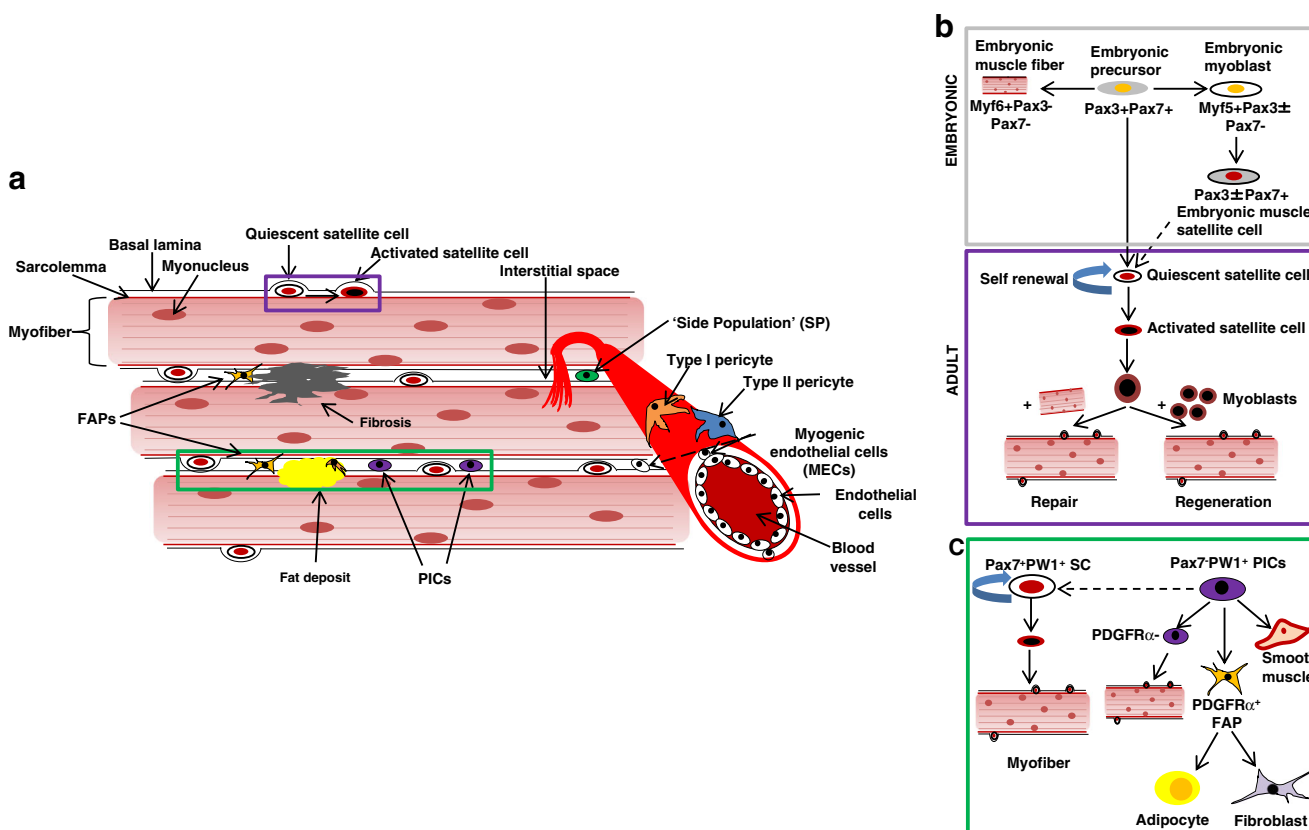 a
Quiescent satellite cell
Basal lamina
Activated satellite cell
Sarcolemma
Myonucleus
Interstitial space
Myofiber
'Side Population' (SP)
Type I pericyte
Type II pericyte
FAPs
Fibrosis
Myogenic
endothelial cells
(MECs)
Endothelial
cells
Blood
vessel
Fat deposit
PICs
b
EMBRYONIC
Embryonic
muscle fiber
Embryonic
precursor
Embryonic
myoblast
Myf6+Pax3-
Pax7-
Pax3+Pax7+
Myf5+Pax3±
Pax7-
Pax3±Pax7+
Embryonic muscle
satellite cell
ADULT
Self renewal
Quiescent satellite cell
Activated satellite cell
+
+
Myoblasts
Repair
Regeneration
c
Pax7⁺PW1⁺ SC
Pax7⁻PW1⁺ PICs
PDGFRα-
Smoot
muscle
PDGFRα⁺
FAP
Myofiber
Adipocyte
Fibroblast